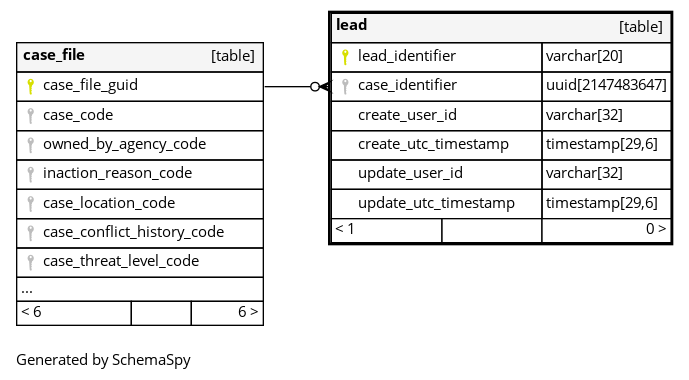 case_file [table]
case_file_guid
case_code
owned_by_agency_code
inaction_reason_code
case_location_code
case_conflict_history_code
case_threat_level_code
...
< 6 6 >
lead [table]
lead_identifier varchar[20]
case_identifier uuid[2147483647]
create_user_id varchar[32]
create_utc_timestamp timestamp[29,6]
update_user_id varchar[32]
update_utc_timestamp timestamp[29,6]
< 1 0 >
Generated by SchemaSpy